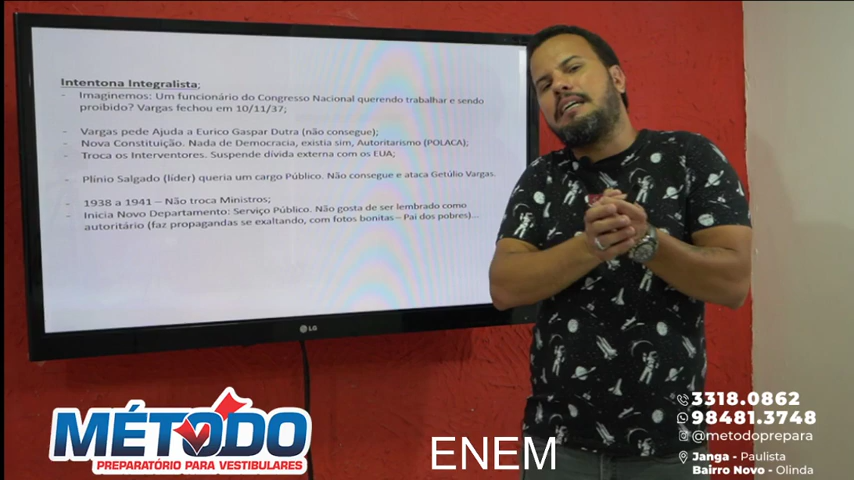 Intentona Integralista;
- Imaginemos: Um funcionário do Congresso Nacional querendo trabalhar e sendo
proibido? Vargas fechou em 10/11/37;
- Vargas pede Ajuda a Eurico Gaspar Dutra (não consegue);
- Nova Constituição. Nada de Democracia, existia sim, Autoritarismo (POLACA);
- Troca os Interventores. Suspende dívida externa com os EUA;
- Plínio Salgado (líder) queria um cargo Público. Não consegue e ataca Getúlio Vargas.
- 1938 a 1941 – Não troca Ministros;
- Inicia Novo Departamento: Serviço Público. Não gosta de ser lembrado como
autoritário (faz propagandas se exaltando, com fotos bonitas – Pai dos pobres)...
LG
MÉTODO
PREPARATÓRIO PARA VESTIBULARES
ENEM
3318.0862
98481.3748
@metodoprepara
Janga - Paulista
Bairro Novo - Olinda